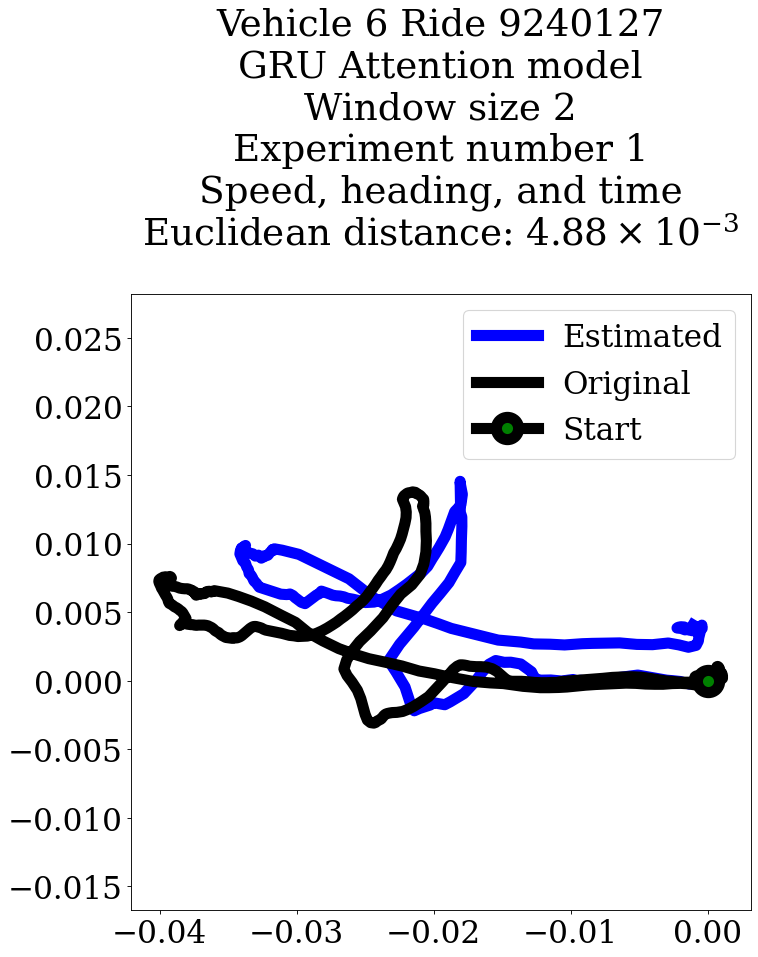 Vehicle 6 Ride 9240127
GRU Attention model
Window size 2
Experiment number 1
Speed, heading, and time
Euclidean distance: 4.88 × 10⁻³
Estimated
Original
Start
0.025
0.020
0.015
0.010
0.005
0.000
−0.005
−0.010
−0.015
−0.04 −0.03 −0.02 −0.01 0.00